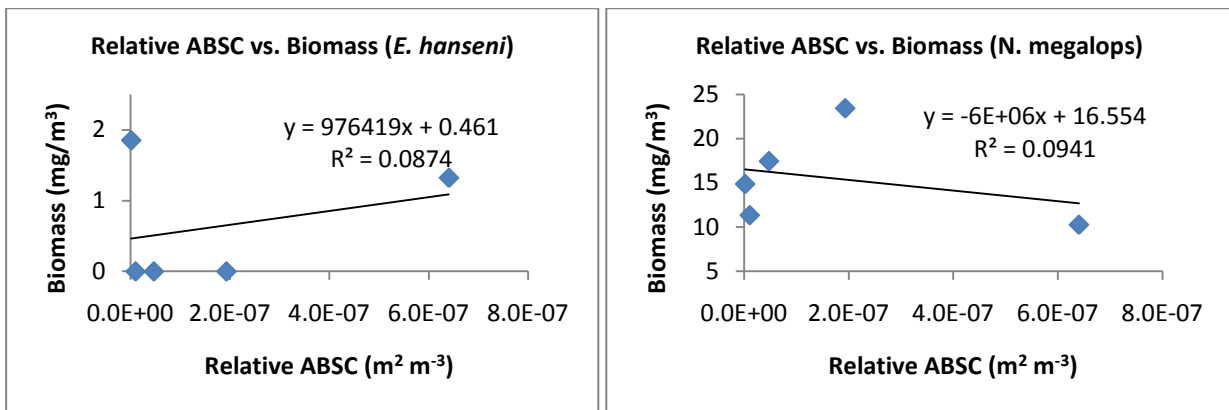 Relative ABSC vs. Biomass (E. hanseni)
Biomass (mg/m³)
2
1
0
y = 976419x + 0.461
R² = 0.0874
0.0E+00 2.0E-07 4.0E-07 6.0E-07 8.0E-07
Relative ABSC (m² m⁻³)
Relative ABSC vs. Biomass (N. megalops)
Biomass (mg/m³)
25
20
15
10
5
y = -6E+06x + 16.554
R² = 0.0941
0.0E+00 2.0E-07 4.0E-07 6.0E-07 8.0E-07
Relative ABSC (m² m⁻³)